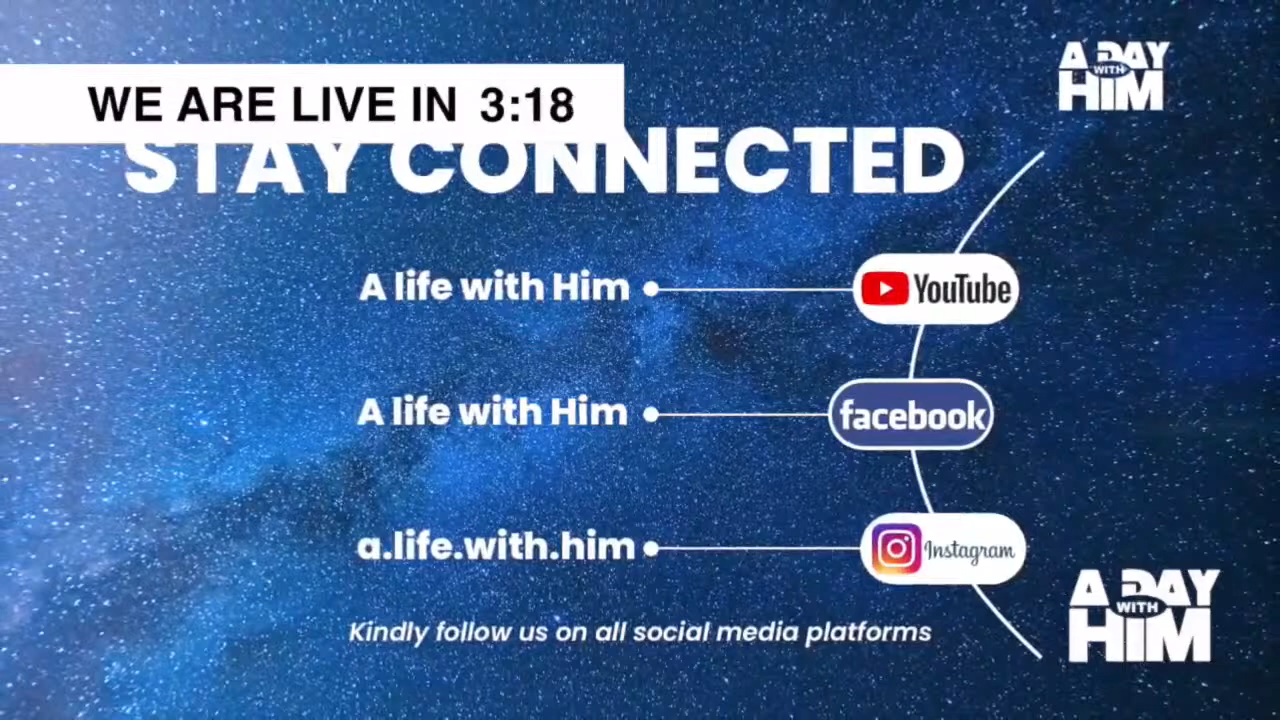 A DAY
WITH
HIM
WE ARE LIVE IN 3:18
STAY CONNECTED
A life with Him
YouTube
A life with Him
facebook
a.life.with.him
Instagram
Kindly follow us on all social media platforms
A DAY
WITH
HIM